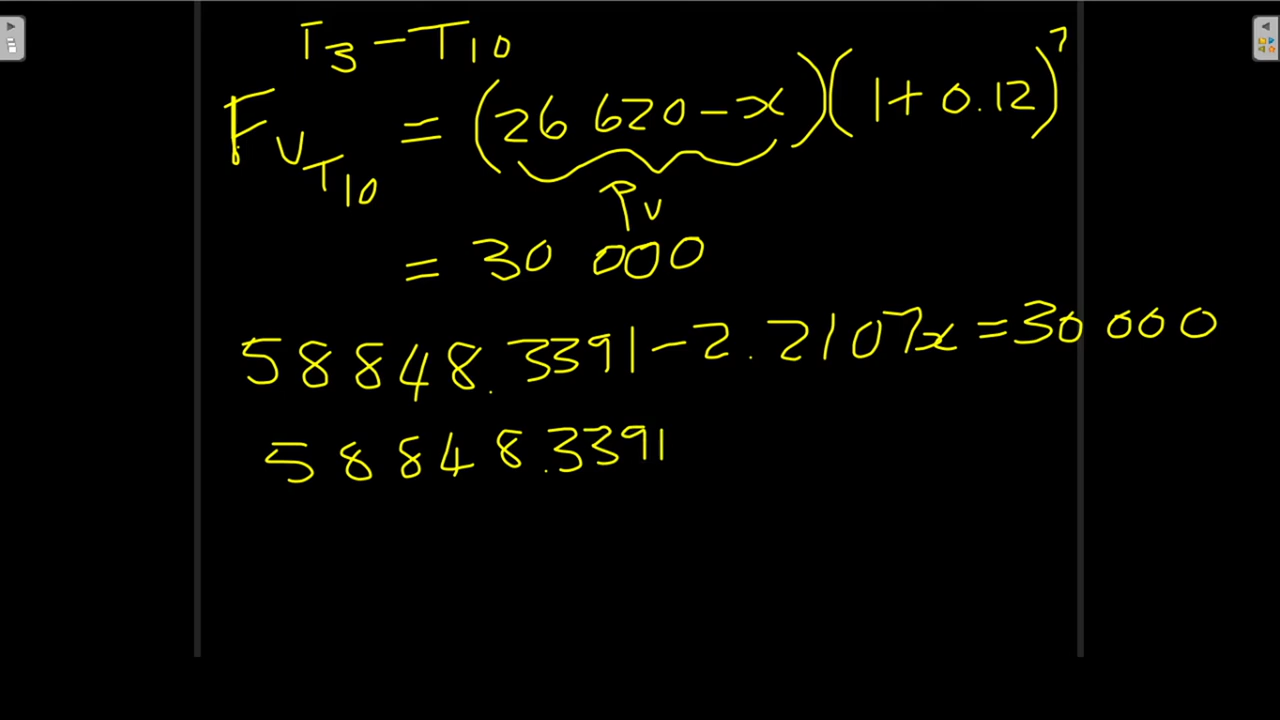 T3 - T10
FvT10 = (26 620 - x)(1 + 0.12)^7
Pv
= 30 000
58848.3391 - 2.2107x = 30 000
58848.3391